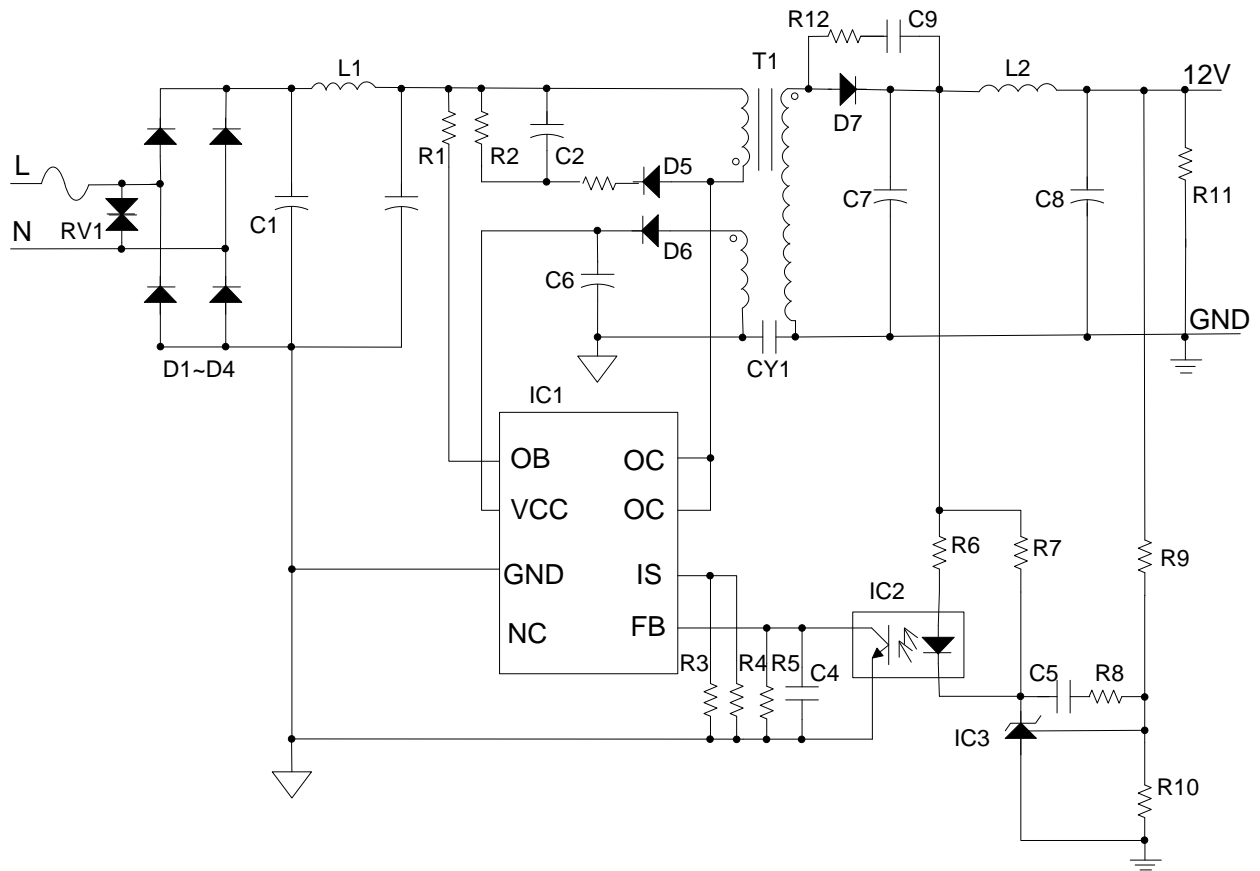 R12
C9
T1
L1
L2
12V
D7
R1
R2
C2
D5
L
R11
C1
C7
C8
RV1
N
D6
C6
GND
D1~D4
CY1
IC1
OB
OC
VCC
OC
R6
R7
R9
GND
IS
IC2
NC
FB
R3
R4
R5
C4
C5
R8
IC3
R10